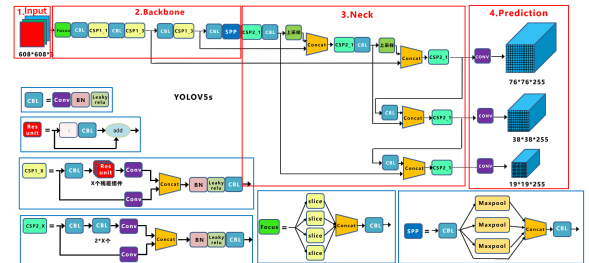 1.Input
2.Backbone
3.Neck
4.Prediction
Focus CBL CSP1_1 CBL CSP1_3 CBL CSP1_3 CBL SPP CSP2_1 CBL 上采样 Concat CSP2_1 CBL 上采样 Concat CSP2_1 CONV
608*608*3
76*76*255
YOLOV5s
CBL Concat CSP2_1 CONV
38*38*255
CBL Concat CSP2_1 CONV
19*19*255
CBL = Conv BN Leaky relu
Res unit = CBL add
CSP1_X = CBL Res unit Conv
X个残差组件
Conv
Concat BN Leaky relu CBL
CSP2_X = CBL CBL Conv
2*X个
Conv
Concat BN Leaky relu CBL
Focus = slice slice slice slice Concat CBL
SPP = CBL Maxpool Maxpool Maxpool Concat CBL